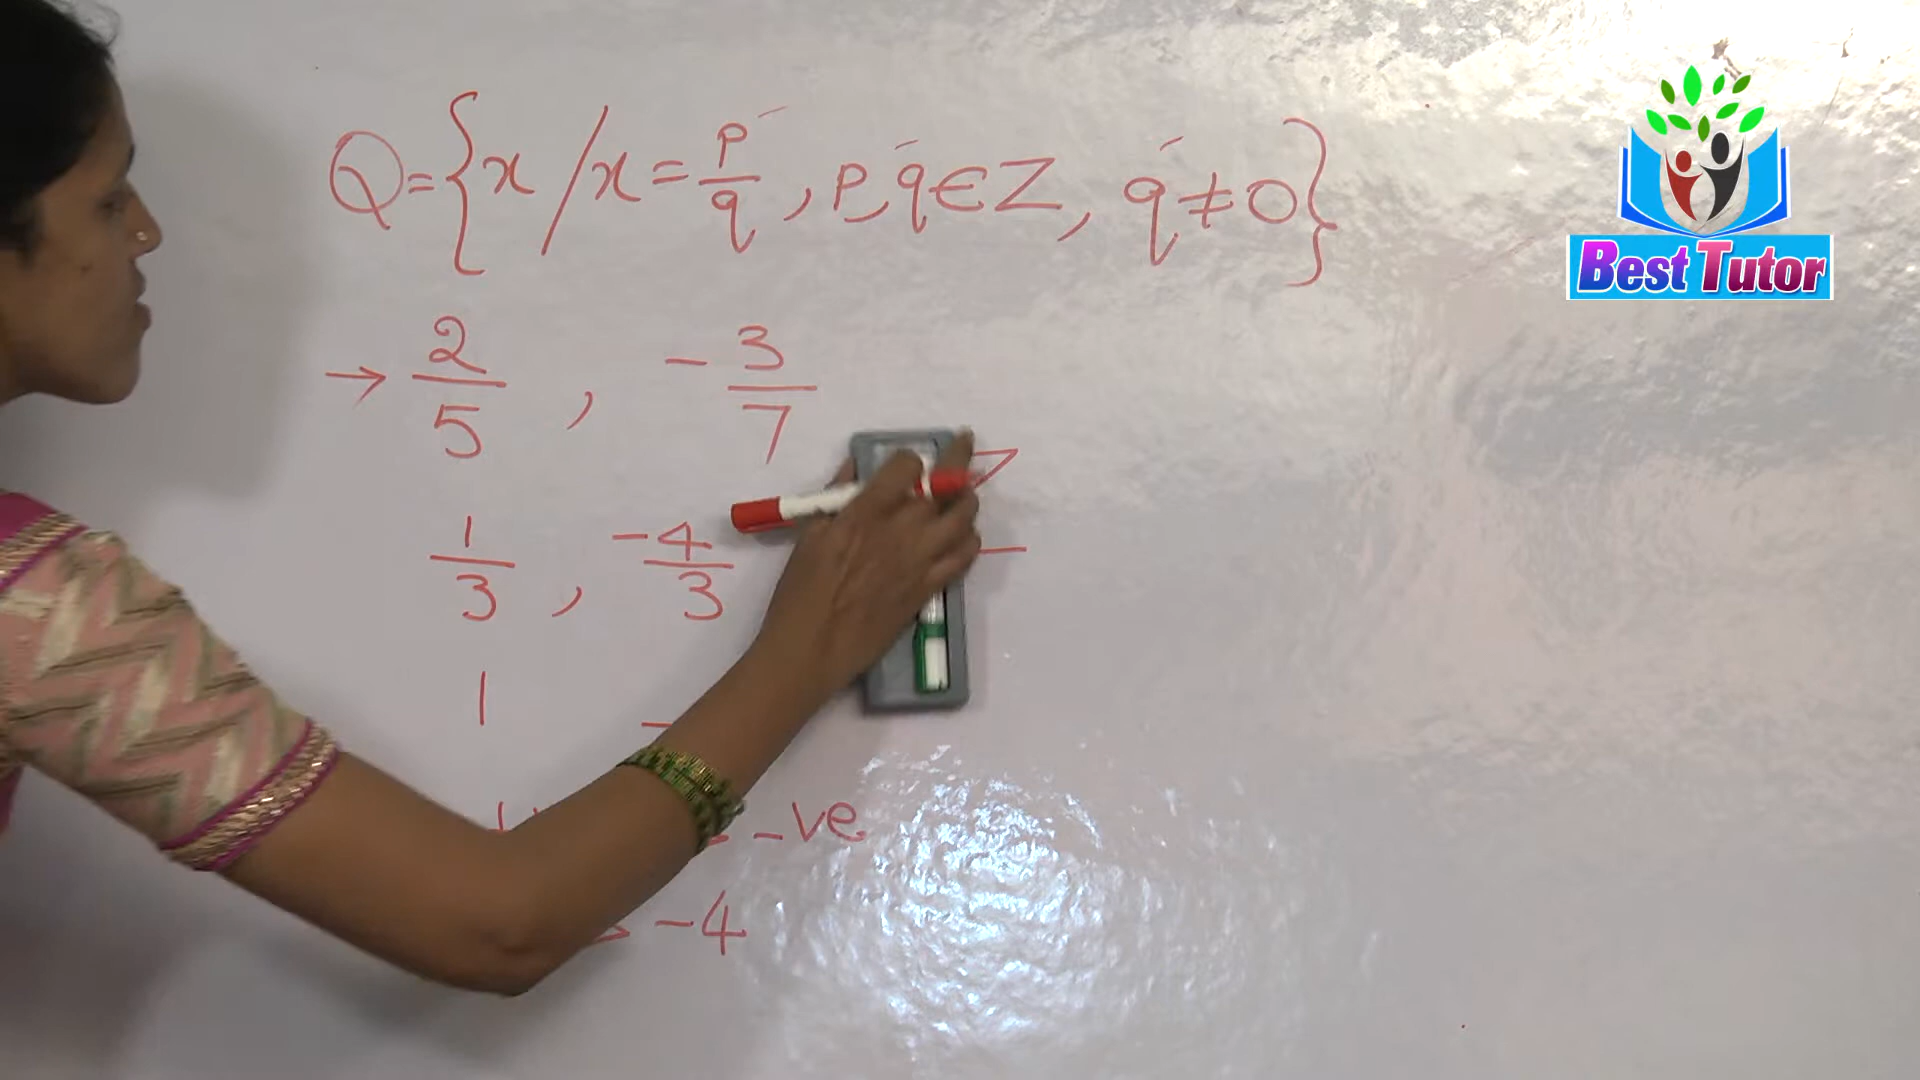 Q = { x / x = p/q , p, q ∈ Z , q ≠ 0 }
Best Tutor
→ 2/5 , - 3/7
1/3 , -4/3
1 -
-ve
> -4